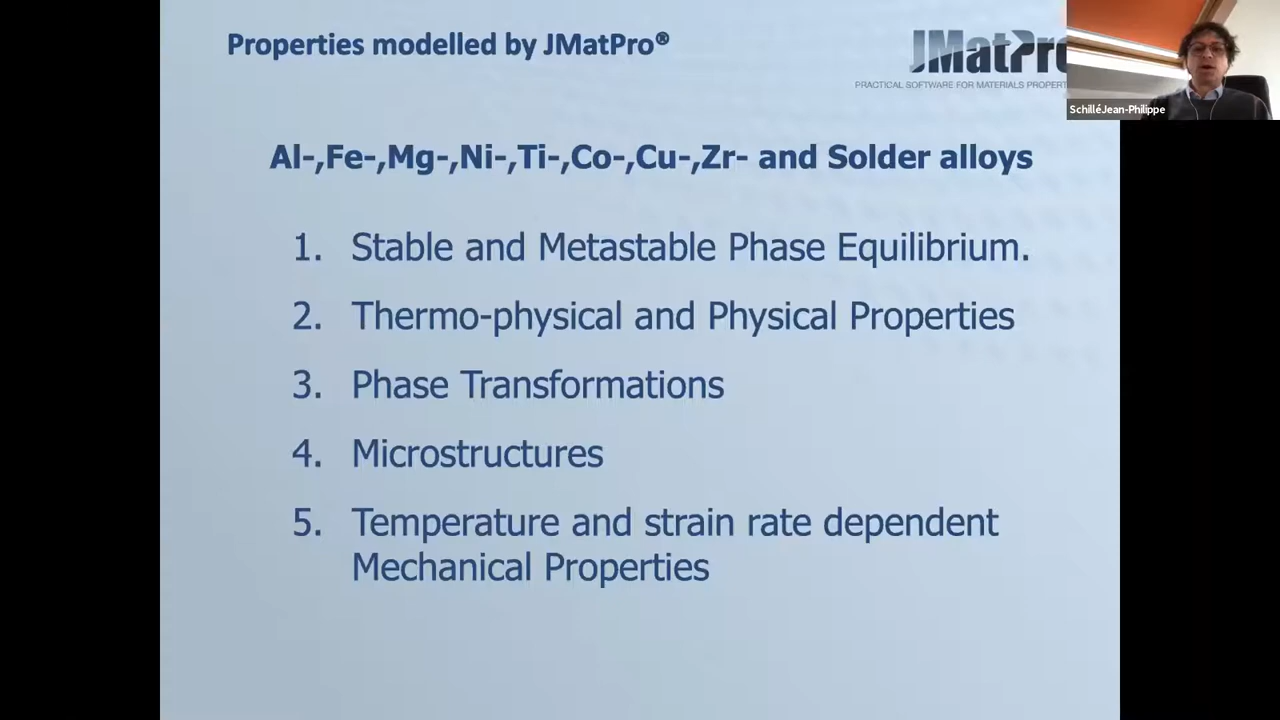 Properties modelled by JMatPro®
JMatPro
PRACTICAL SOFTWARE FOR MATERIALS PROPERT
SchilléJean-Philippe
Al-,Fe-,Mg-,Ni-,Ti-,Co-,Cu-,Zr- and Solder alloys
1. Stable and Metastable Phase Equilibrium.
2. Thermo-physical and Physical Properties
3. Phase Transformations
4. Microstructures
5. Temperature and strain rate dependent
Mechanical Properties